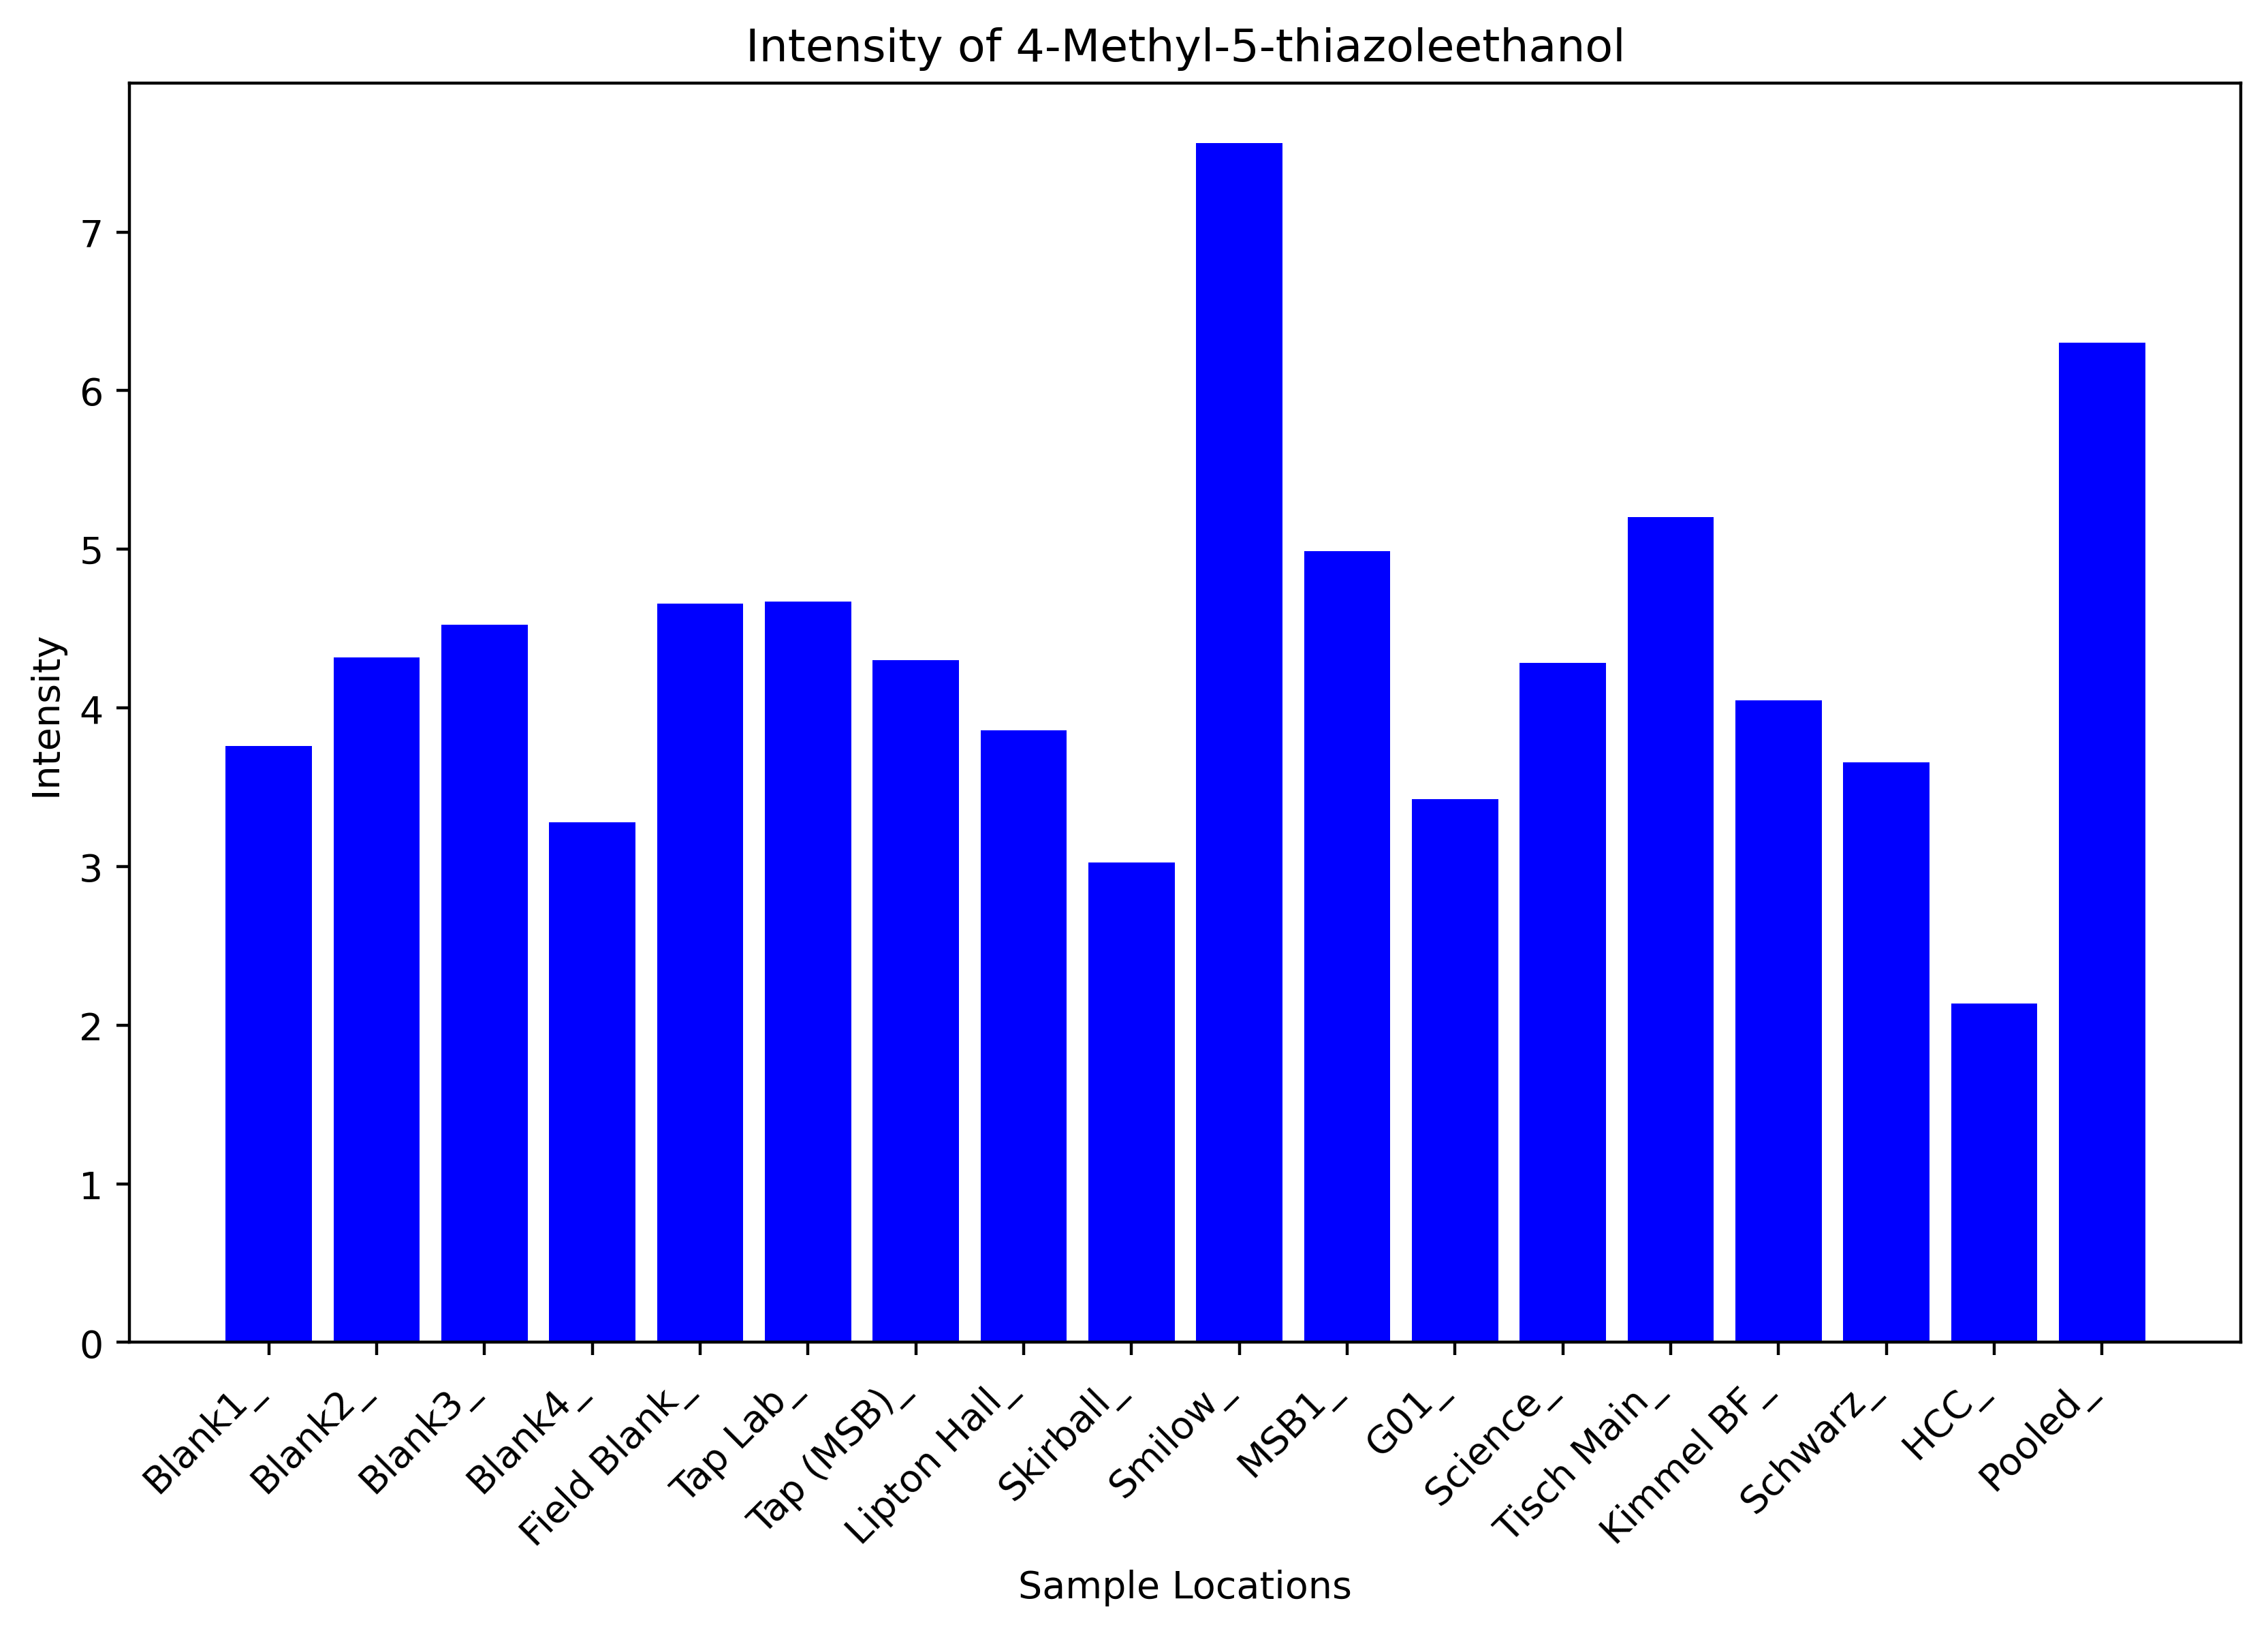 Intensity of 4-Methyl-5-thiazoleethanol
Intensity
7
6
5
4
3
2
1
0
Blank1_
Blank2_
Blank3_
Blank4_
Field Blank_
Tap Lab_
Tap (MSB)_
Lipton Hall_
Skirball_
Smilow_
MSB1_
G01_
Science_
Tisch Main_
Kimmel BF_
Schwarz_
HCC_
Pooled_
Sample Locations